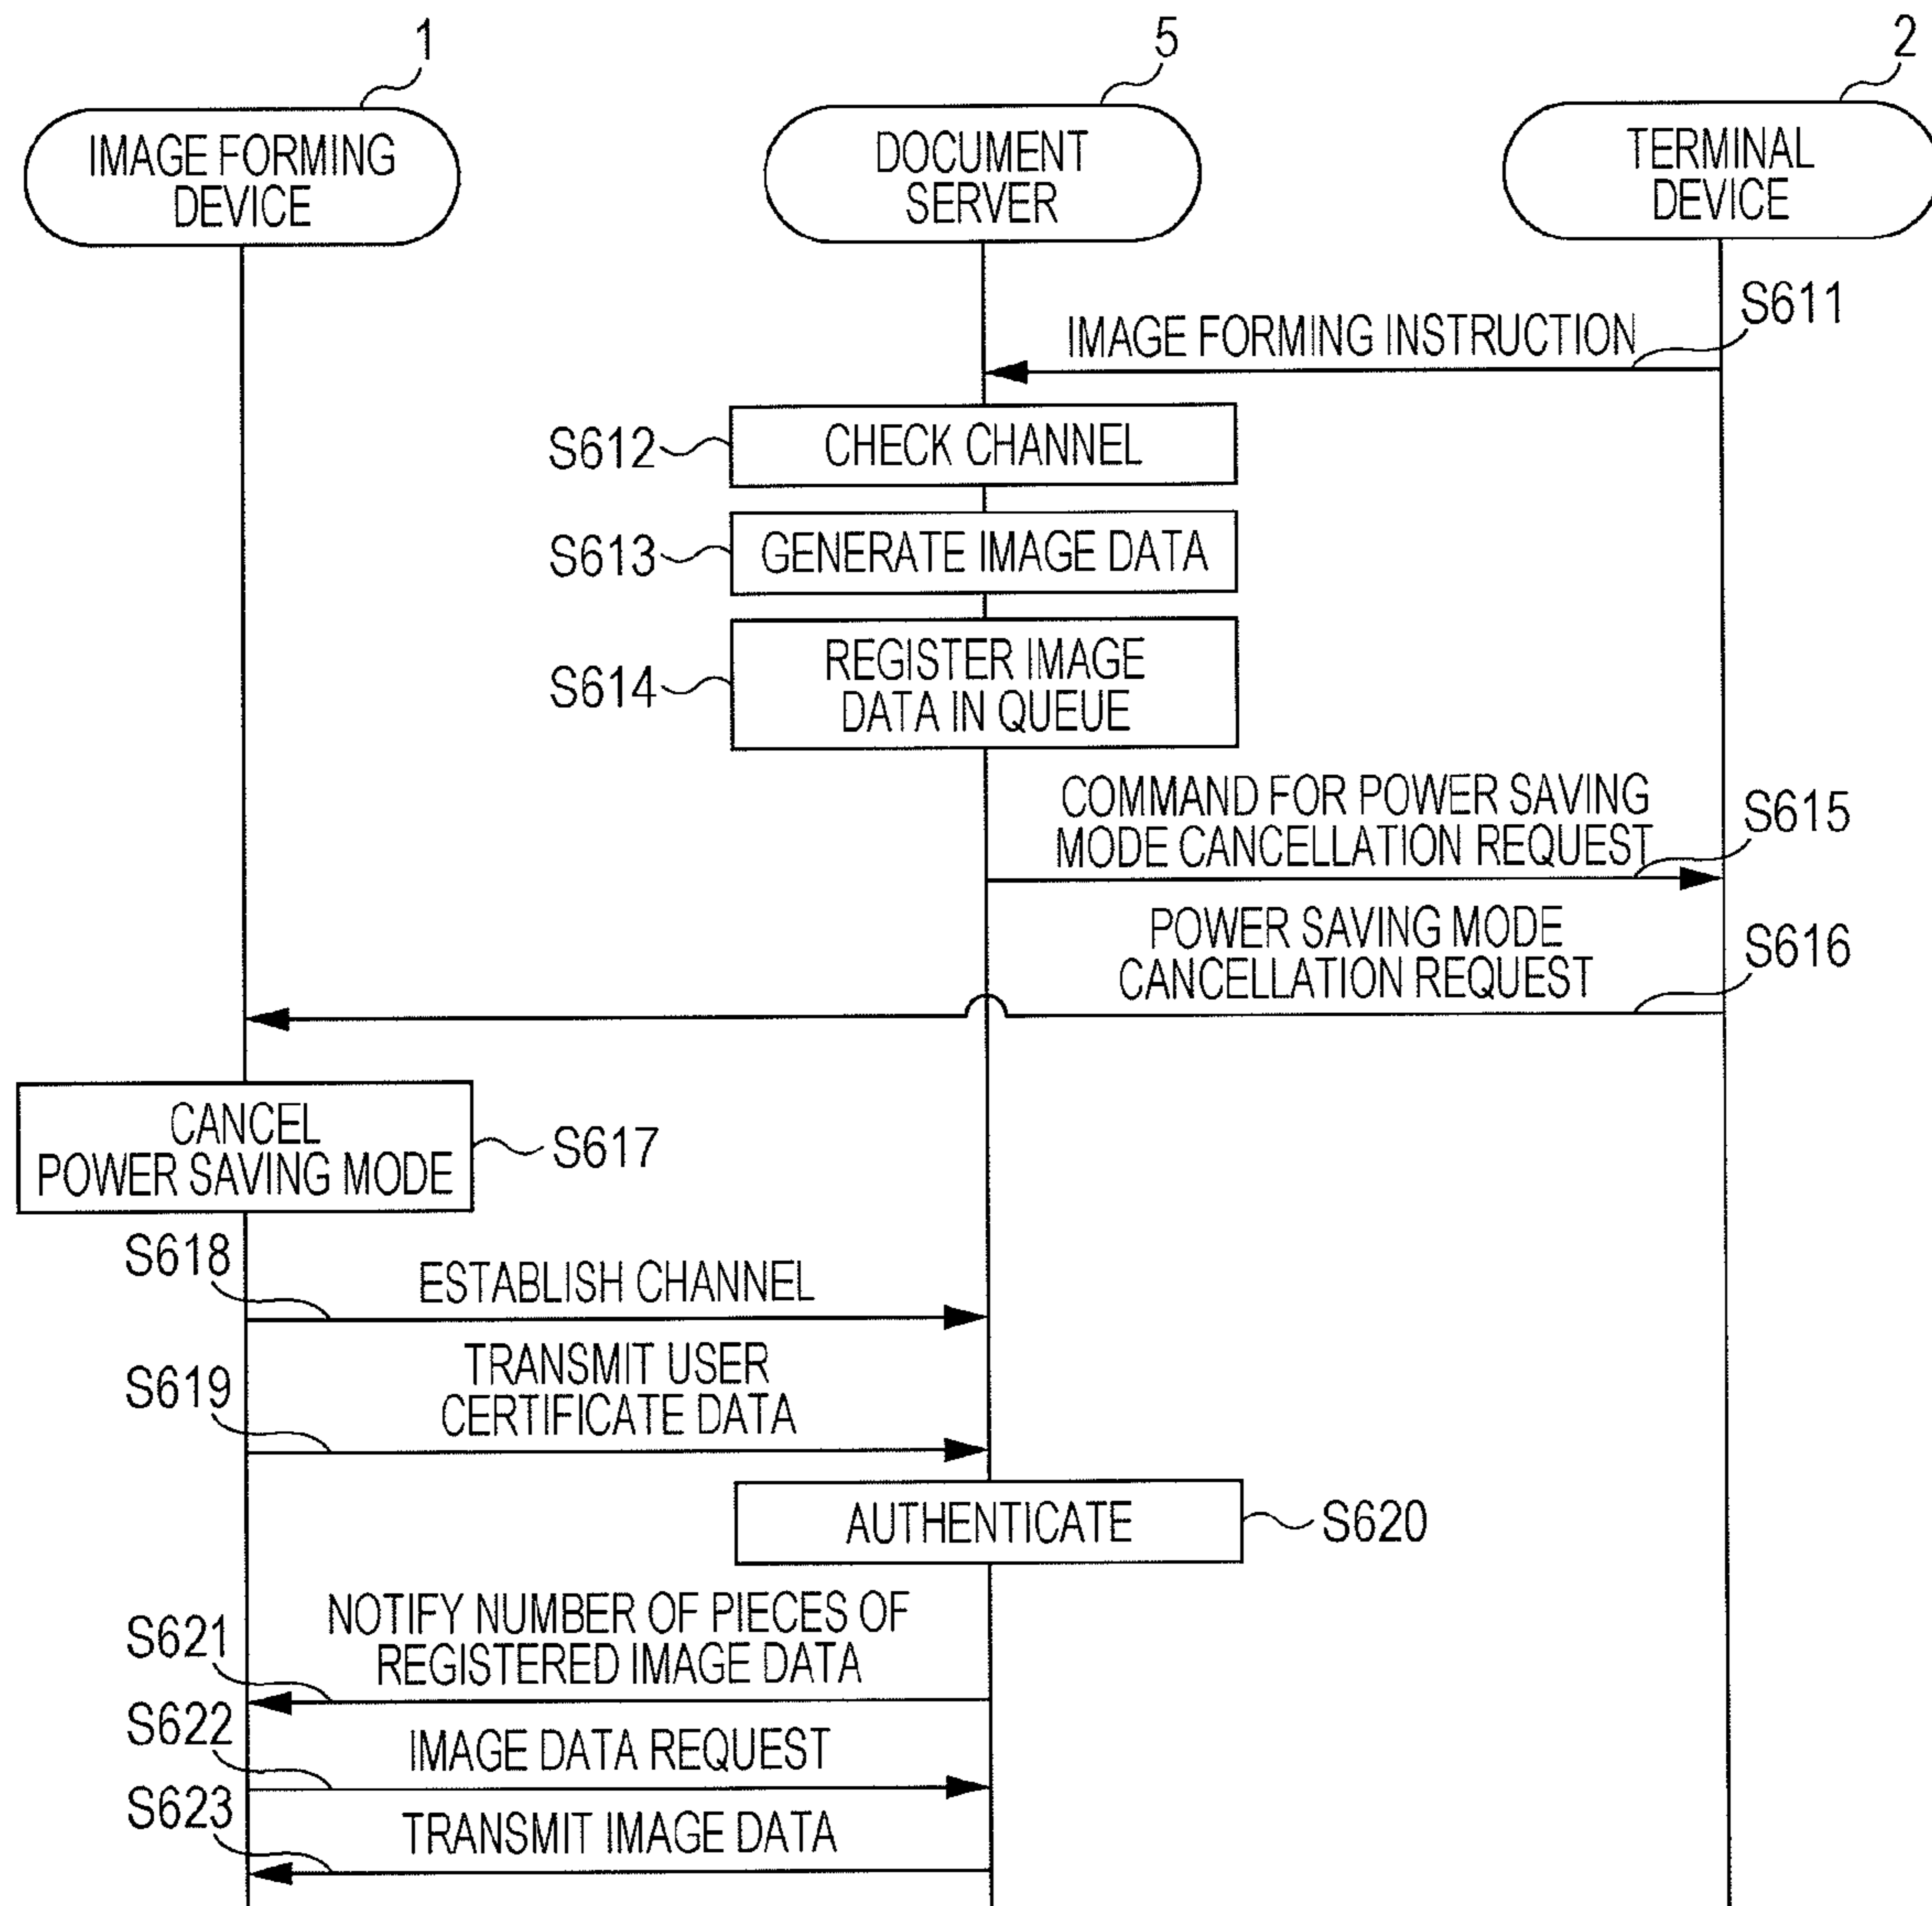 1
5
2
IMAGE FORMING
DEVICE
DOCUMENT
SERVER
TERMINAL
DEVICE
S611
IMAGE FORMING INSTRUCTION
S612
CHECK CHANNEL
S613
GENERATE IMAGE DATA
S614
REGISTER IMAGE
DATA IN QUEUE
COMMAND FOR POWER SAVING
MODE CANCELLATION REQUEST
S615
POWER SAVING MODE
CANCELLATION REQUEST
S616
CANCEL
POWER SAVING MODE
S617
S618
ESTABLISH CHANNEL
S619
TRANSMIT USER
CERTIFICATE DATA
AUTHENTICATE
S620
S621
NOTIFY NUMBER OF PIECES OF
REGISTERED IMAGE DATA
S622
IMAGE DATA REQUEST
S623
TRANSMIT IMAGE DATA